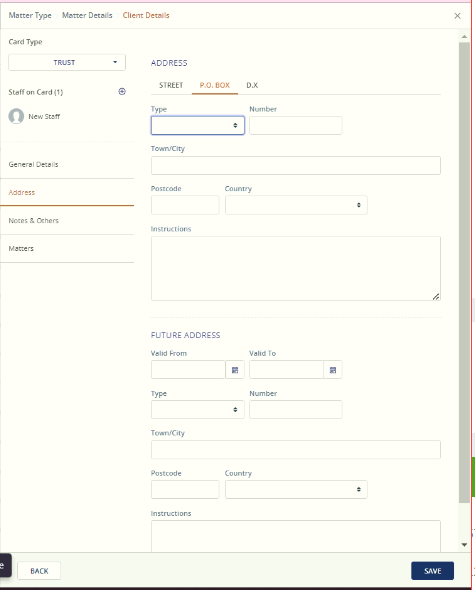 Matter Type Matter Details Client Details
Card Type
TRUST
Staff on Card (1)
New Staff
General Details
Address
Notes & Others
Matters
ADDRESS
STREET P.O. BOX D.X
Type Number
Town/City
Postcode Country
Instructions
FUTURE ADDRESS
Valid From Valid To
Type Number
Town/City
Postcode Country
Instructions
e
BACK SAVE